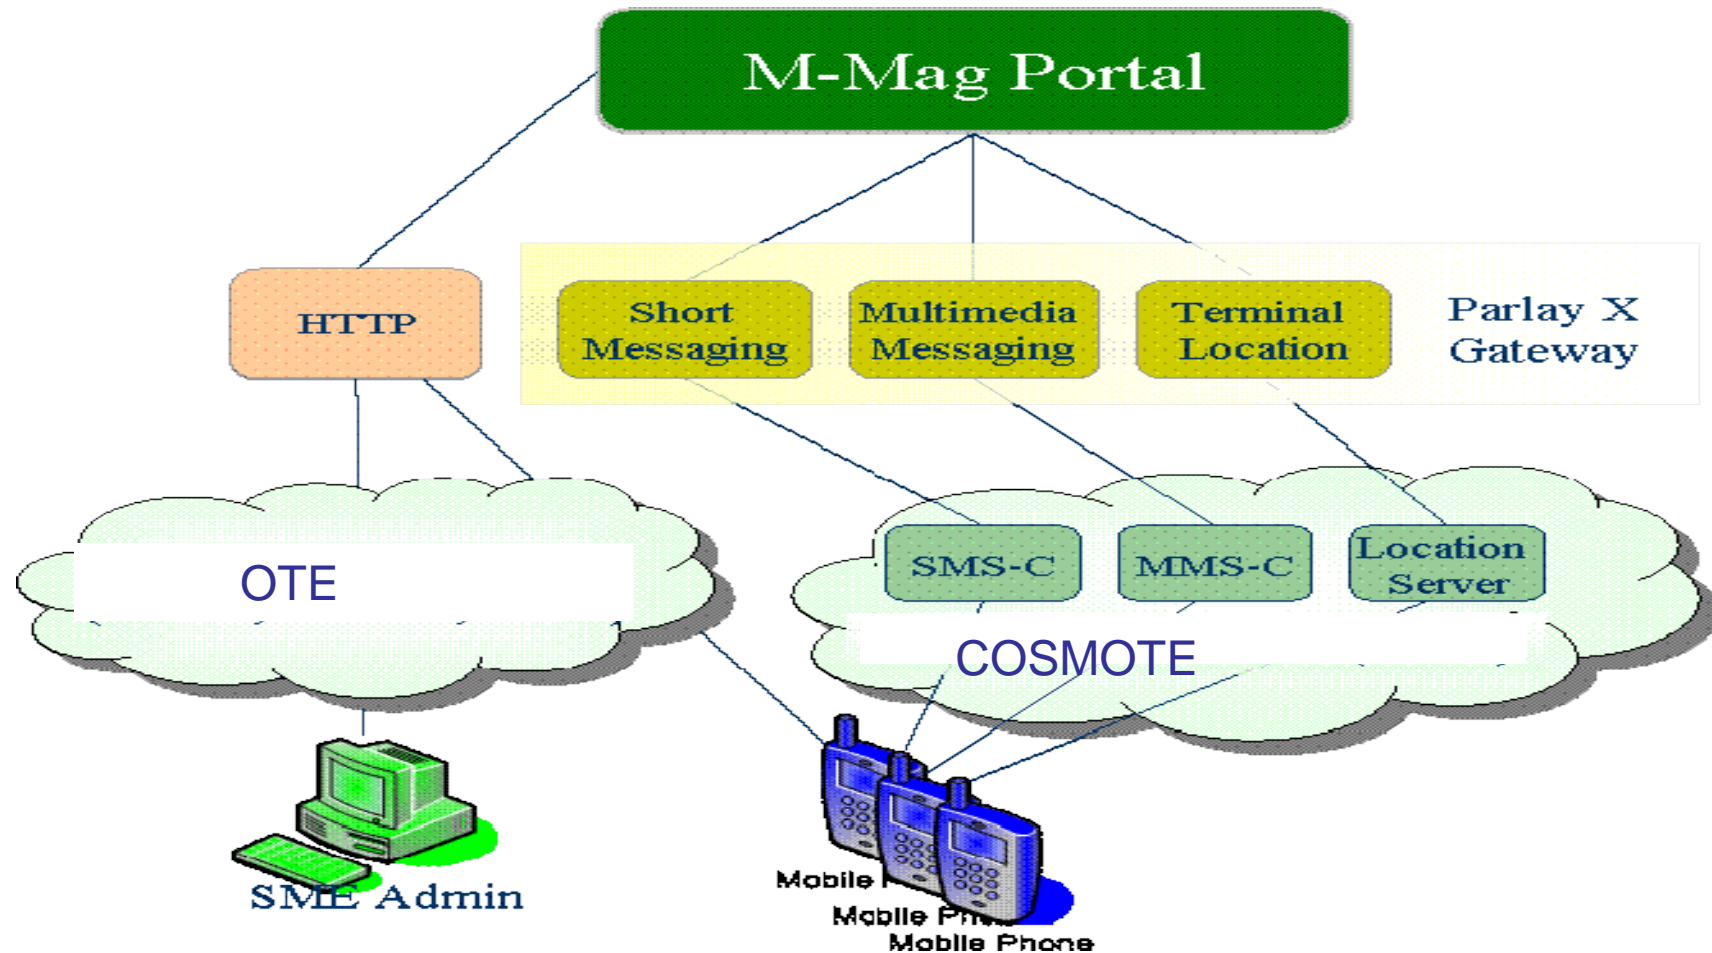 M-Mag Portal
HTTP
Short
Messaging
Multimedia
Messaging
Terminal
Location
Parlay X
Gateway
OTE
SMS-C
MMS-C
Location
Server
COSMOTE
SME Admin
Mobile
Mobile
Mobile Phone